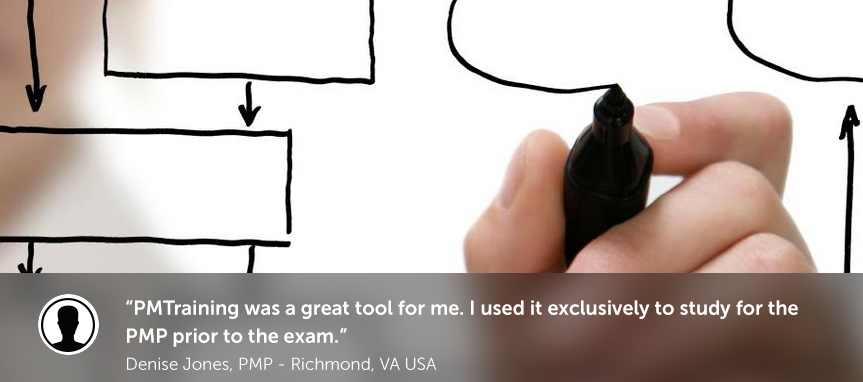 “PMTraining was a great tool for me. I used it exclusively to study for the
PMP prior to the exam.”
Denise Jones, PMP - Richmond, VA USA